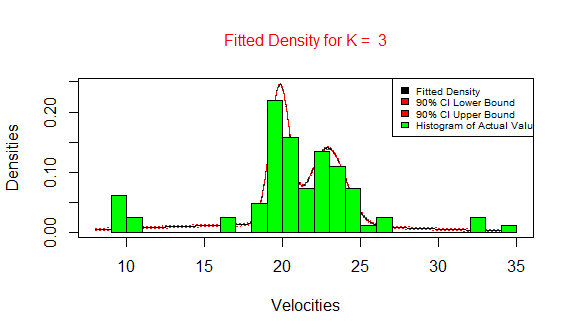 Fitted Density for K = 3
Densities
0.00 0.10 0.20
Fitted Density
90% CI Lower Bound
90% CI Upper Bound
Histogram of Actual Valu
10 15 20 25 30 35
Velocities